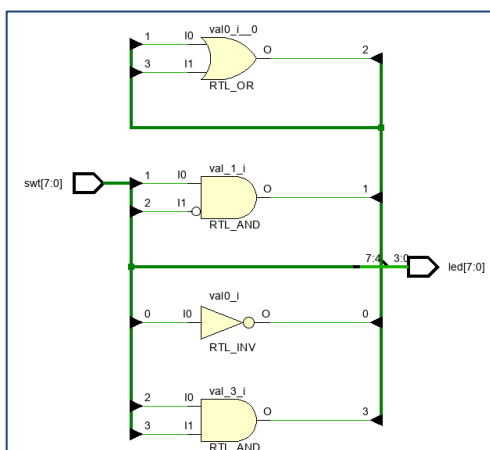 val0_i__0
1 I0 O 2
3 I1
RTL_OR
val_1_i
swt[7:0] 1 I0 O 1
2 I1
RTL_AND
7:4 3:0 led[7:0]
val0_i
0 I0 O 0
RTL_INV
val_3_i
2 I0 O 3
3 I1
RTL_AND